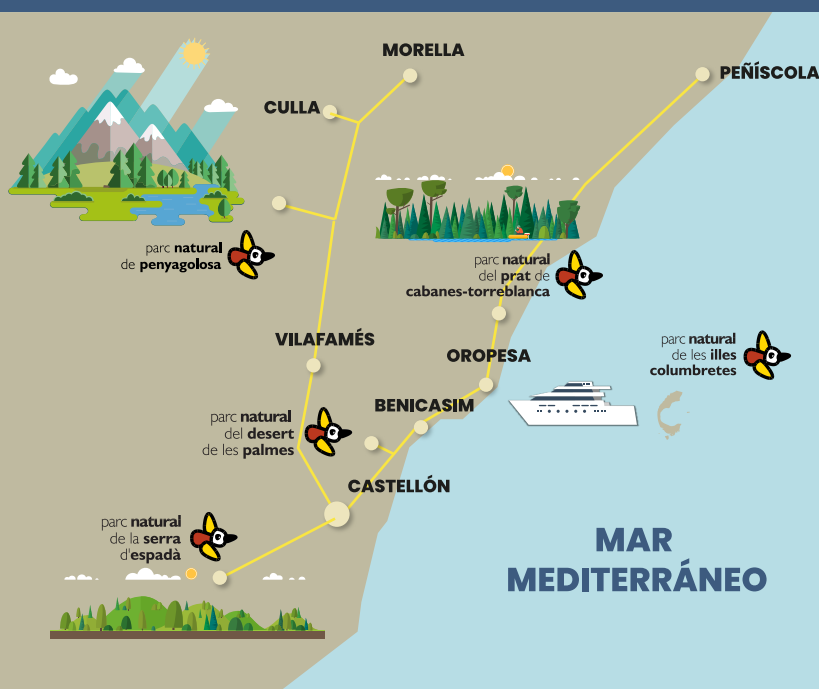 MORELLA
PEÑÍSCOLA
CULLA
parc natural
de penyagolosa
parc natural
del prat de
cabanes-torreblanca
VILAFAMÉS
OROPESA
parc natural
de les illes
columbretes
BENICASIM
parc natural
del desert
de les palmes
CASTELLÓN
parc natural
de la serra
d'espadà
MAR
MEDITERRÁNEO